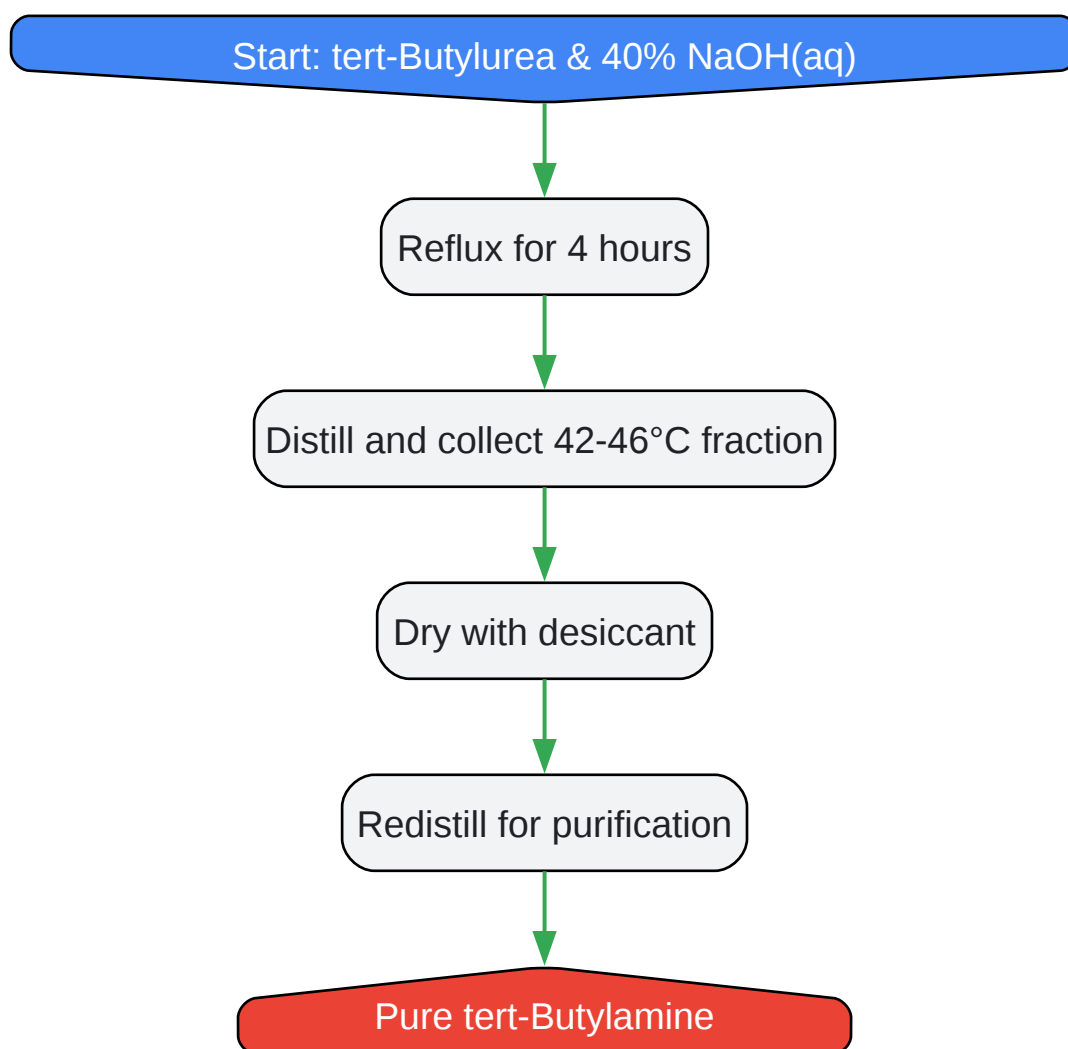 Start: tert-Butylurea & 40% NaOH(aq)
Reflux for 4 hours
Distill and collect 42-46°C fraction
Dry with desiccant
Redistill for purification
Pure tert-Butylamine